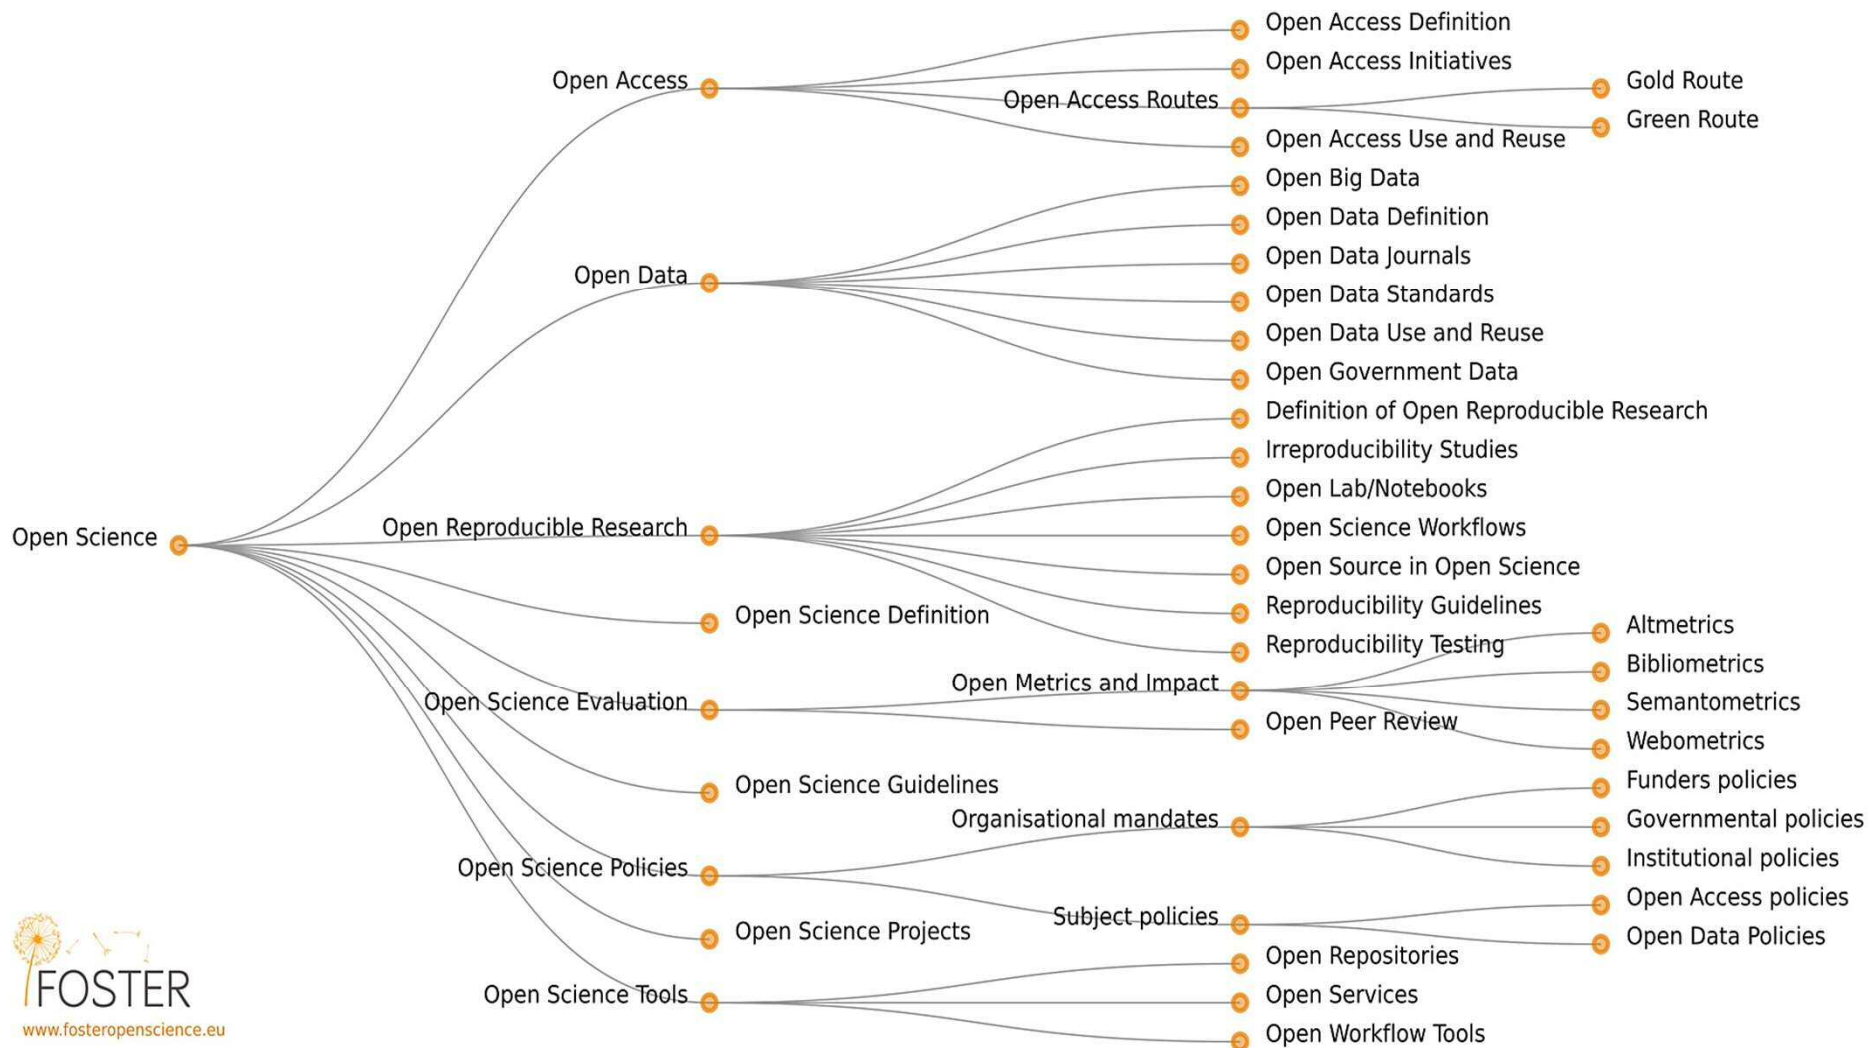 Open Science
Open Access
Open Access Definition
Open Access Initiatives
Open Access Routes
Gold Route
Green Route
Open Access Use and Reuse
Open Data
Open Big Data
Open Data Definition
Open Data Journals
Open Data Standards
Open Data Use and Reuse
Open Government Data
Open Reproducible Research
Definition of Open Reproducible Research
Irreproducibility Studies
Open Lab/Notebooks
Open Science Workflows
Open Source in Open Science
Reproducibility Guidelines
Reproducibility Testing
Open Science Definition
Open Science Evaluation
Open Metrics and Impact
Altmetrics
Bibliometrics
Semantometrics
Webometrics
Open Peer Review
Open Science Guidelines
Open Science Policies
Organisational mandates
Funders policies
Governmental policies
Institutional policies
Subject policies
Open Access policies
Open Data Policies
Open Science Projects
Open Science Tools
Open Repositories
Open Services
Open Workflow Tools
FOSTER
www.fosteropenscience.eu